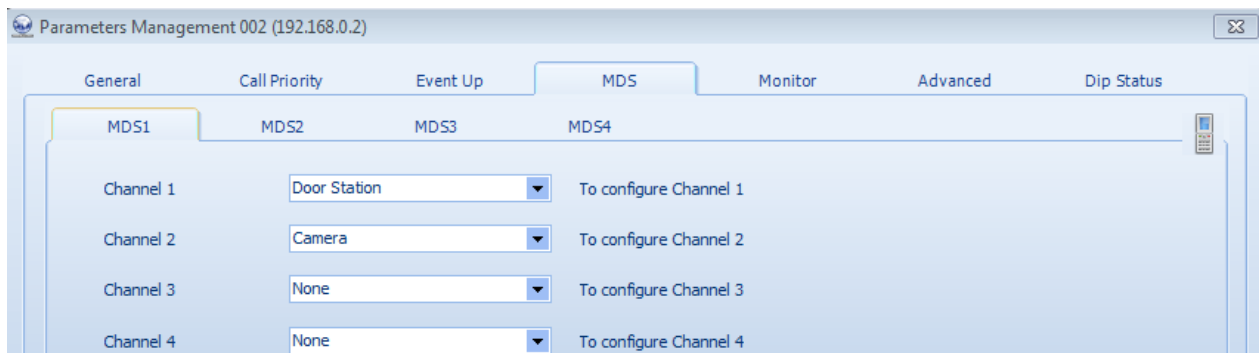 Parameters Management 002 (192.168.0.2)
General Call Priority Event Up MDS Monitor Advanced Dip Status
MDS1 MDS2 MDS3 MDS4
Channel 1 Door Station To configure Channel 1
Channel 2 Camera To configure Channel 2
Channel 3 None To configure Channel 3
Channel 4 None To configure Channel 4